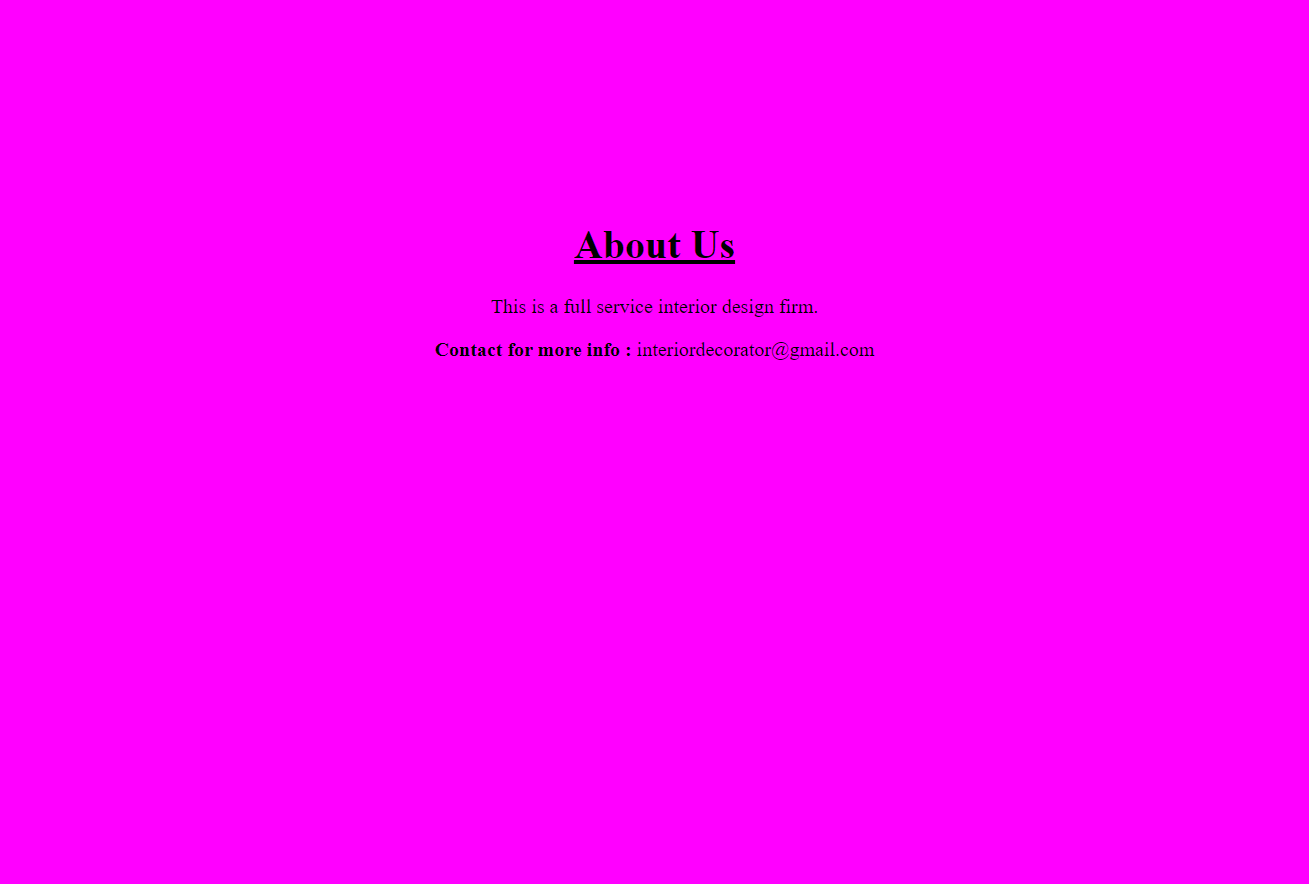 About Us
This is a full service interior design firm.
Contact for more info : interiordecorator@gmail.com